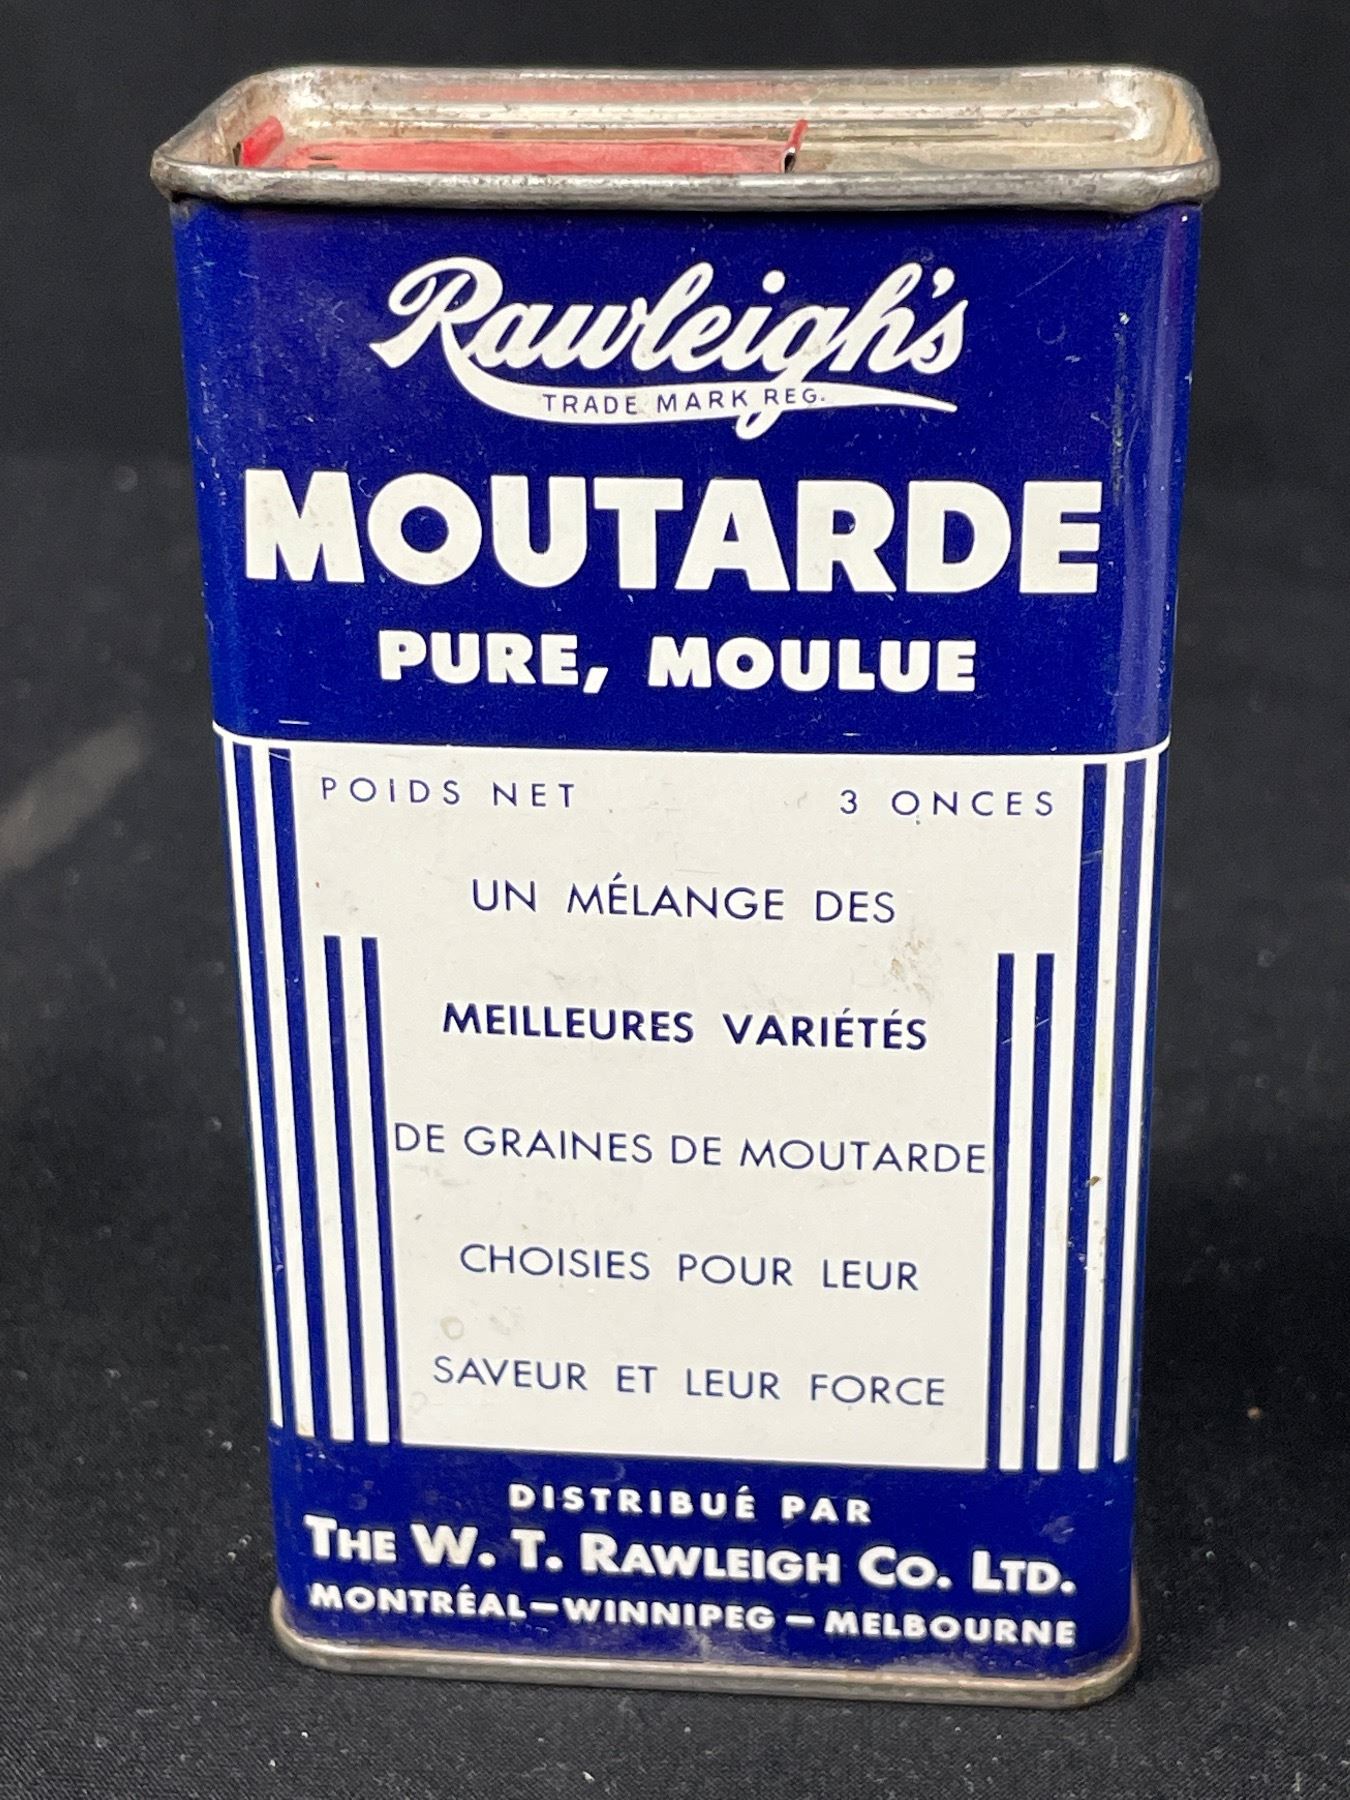 Rawleigh's
TRADE MARK REG.
MOUTARDE
PURE, MOULUE
POIDS NET 3 ONCES
UN MÉLANGE DES
MEILLEURES VARIÉTÉS
DE GRAINES DE MOUTARDE
CHOISIES POUR LEUR
SAVEUR ET LEUR FORCE
DISTRIBUÉ PAR
THE W. T. RAWLEIGH CO. LTD.
MONTRÉAL—WINNIPEG — MELBOURNE